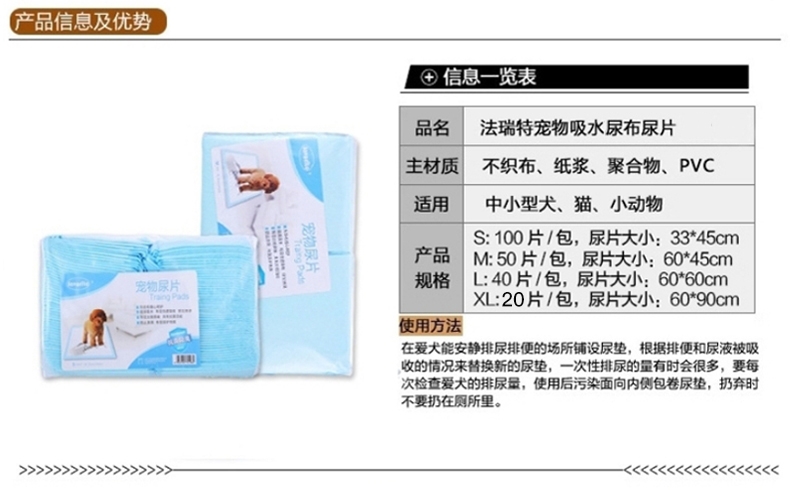 产品信息及优势
信息一览表
品名 法瑞特宠物吸水尿布尿片
主材质 不织布、纸浆、聚合物、PVC
适用 中小型犬、猫、小动物
产品规格
S: 100 片/包，尿片大小：33*45cm
M: 50 片/包，尿片大小：60*45cm
L: 40 片/包，尿片大小：60*60cm
XL: 20片/包，尿片大小：60*90cm
使用方法
在爱犬能安静排尿排便的场所铺设尿垫，根据排便和尿液被吸
收的情况来替换新的尿垫，一次性排尿的量有时会很多，要每
次检查爱犬的排尿量，使用后污染面向内侧包卷尿垫，扔弃时
不要扔在厕所里。
宠物尿片
Traing Pads
宠物尿片
Traing Pads